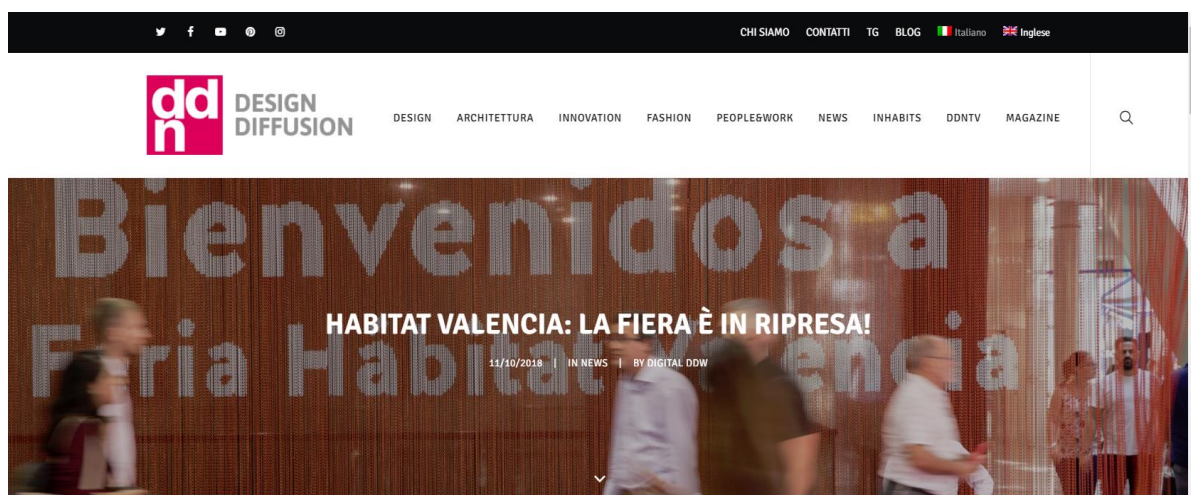 CHI SIAMO CONTATTI TG BLOG Italiano Inglese
ddn
DESIGN
DIFFUSION
DESIGN ARCHITETTURA INNOVATION FASHION PEOPLE&WORK NEWS INHABITS DDNTV MAGAZINE
Bienvenidos a
Feria Habitat Valencia
HABITAT VALENCIA: LA FIERA È IN RIPRESA!
11/10/2018 | IN NEWS | BY DIGITAL DDW